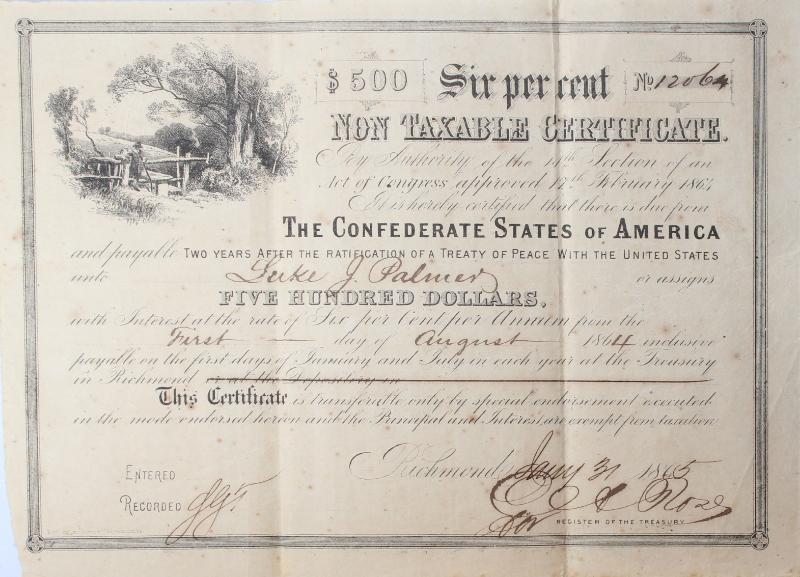 $ 500 Six per cent No 12064
NON TAXABLE CERTIFICATE.
By Authority of the 14th Section of an
Act of Congress approved 17th February 1864
It is hereby certified that there is due from
THE CONFEDERATE STATES OF AMERICA
and payable TWO YEARS AFTER THE RATIFICATION OF A TREATY OF PEACE WITH THE UNITED STATES
unto Luke J. Palmer or assigns
FIVE HUNDRED DOLLARS,
with Interest at the rate of Six per Cent per Annum from the
First day of August 1864 inclusive
payable on the first days of January and July in each year at the Treasury
in Richmond or at the Depository in
This Certificate is transferable only by special endorsement executed
in the mode endorsed hereon and the Principal and Interest are exempt from taxation
Richmond Jany 31 1865
ENTERED
RECORDED
Rose
for REGISTER OF THE TREASURY